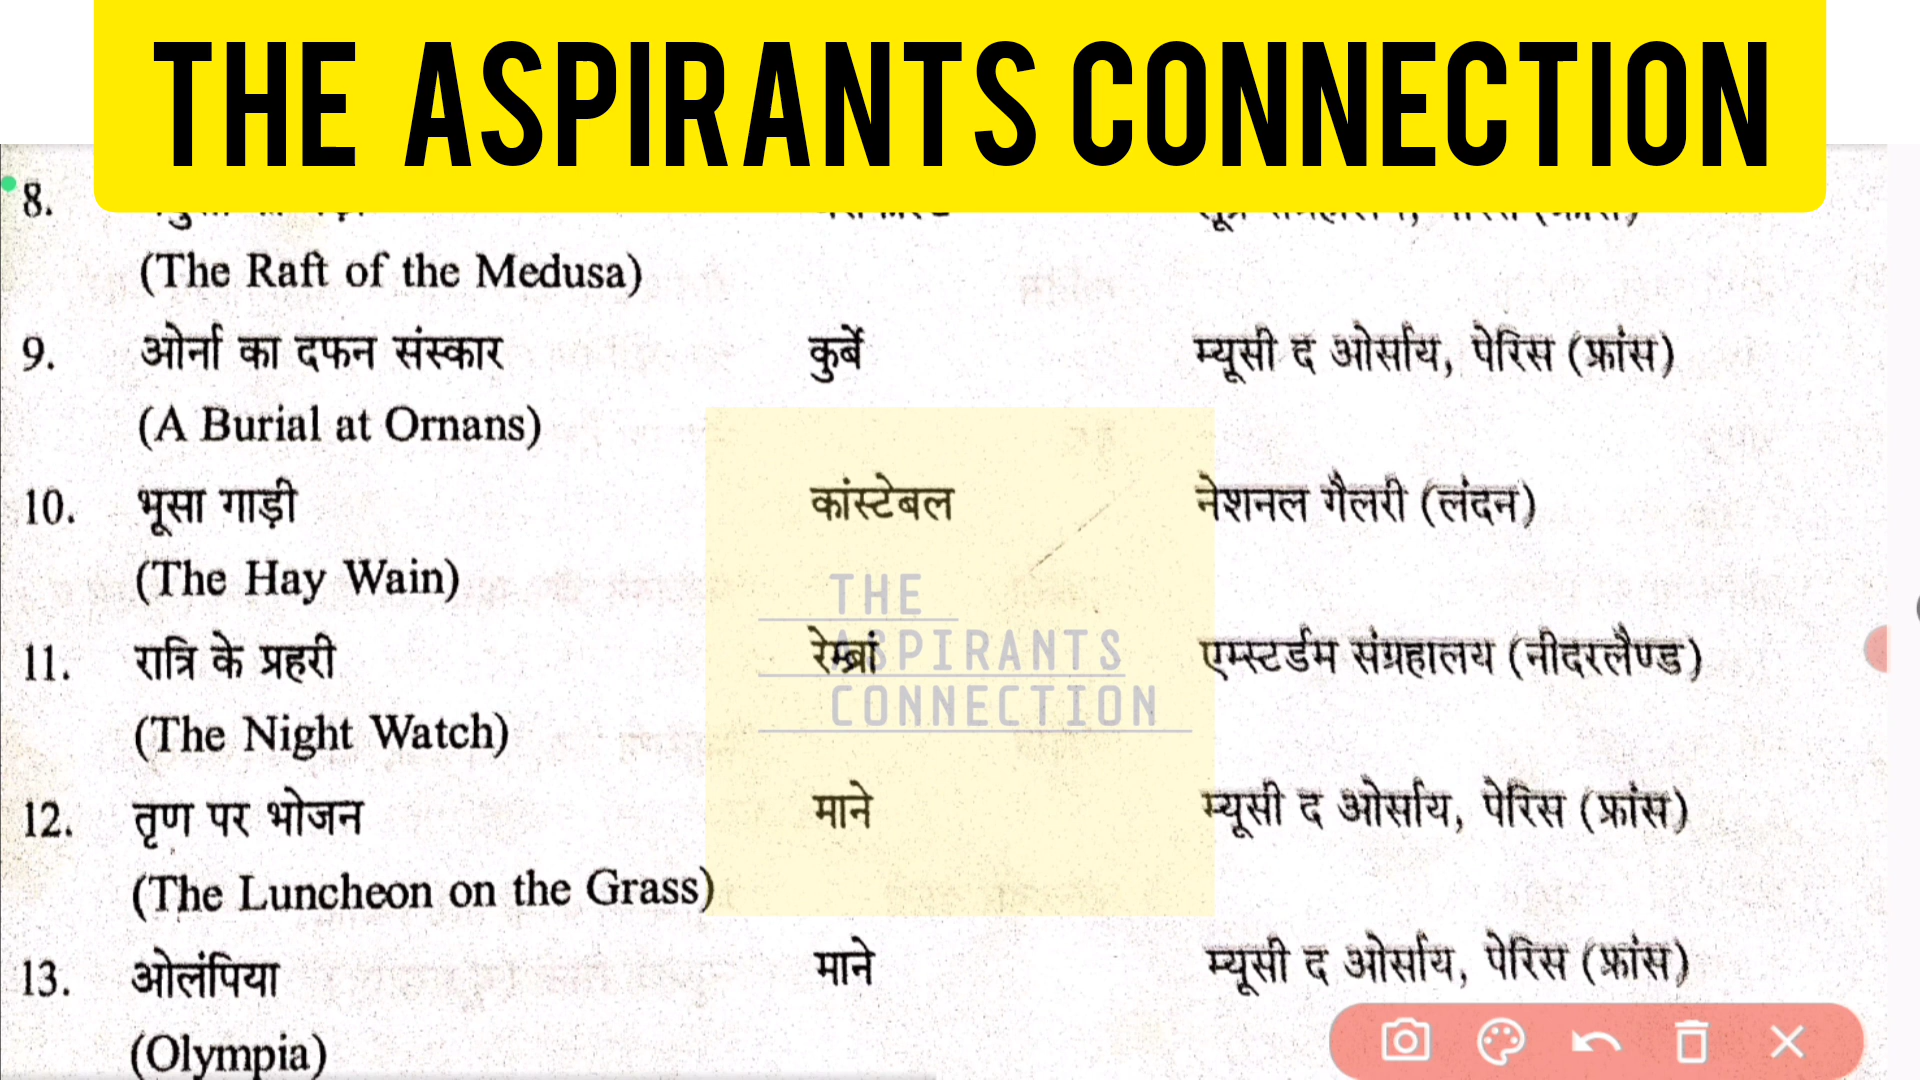 THE ASPIRANTS CONNECTION
8.
(The Raft of the Medusa)
9. ओर्ना का दफन संस्कार कुर्बे म्यूसी द ओर्साय, पेरिस (फ्रांस)
(A Burial at Ornans)
10. भूसा गाड़ी कांस्टेबल नेशनल गैलरी (लंदन)
(The Hay Wain)
11. रात्रि के प्रहरी रेम्ब्रां एम्स्टर्डम संग्रहालय (नीदरलैण्ड)
(The Night Watch)
12. तृण पर भोजन माने म्यूसी द ओर्साय, पेरिस (फ्रांस)
(The Luncheon on the Grass)
13. ओलंपिया माने म्यूसी द ओर्साय, पेरिस (फ्रांस)
(Olympia)
THE
ASPIRANTS
CONNECTION